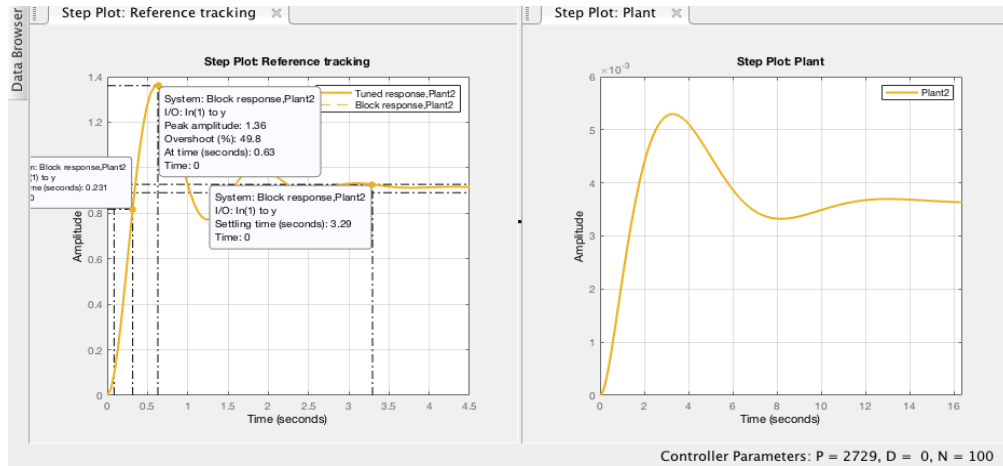 Data Browser
Step Plot: Reference tracking
Step Plot: Plant
Step Plot: Reference tracking
1.4
1.2
1
0.8
0.6
0.4
0.2
0
0
0.5
1
1.5
2
2.5
3
3.5
4
4.5
Amplitude
Time (seconds)
Tuned response,Plant2
Block response,Plant2
System: Block response,Plant2
I/O: In(1) to y
Peak amplitude: 1.36
Overshoot (%): 49.8
At time (seconds): 0.63
Time: 0
n: Block response,Plant2
(1) to y
me (seconds): 0.231
0
System: Block response,Plant2
I/O: In(1) to y
Settling time (seconds): 3.29
Time: 0
Step Plot: Plant
×10-3
6
5
4
3
2
1
0
0
2
4
6
8
10
12
14
16
Amplitude
Time (seconds)
Plant2
Controller Parameters: P = 2729, D = 0, N = 100